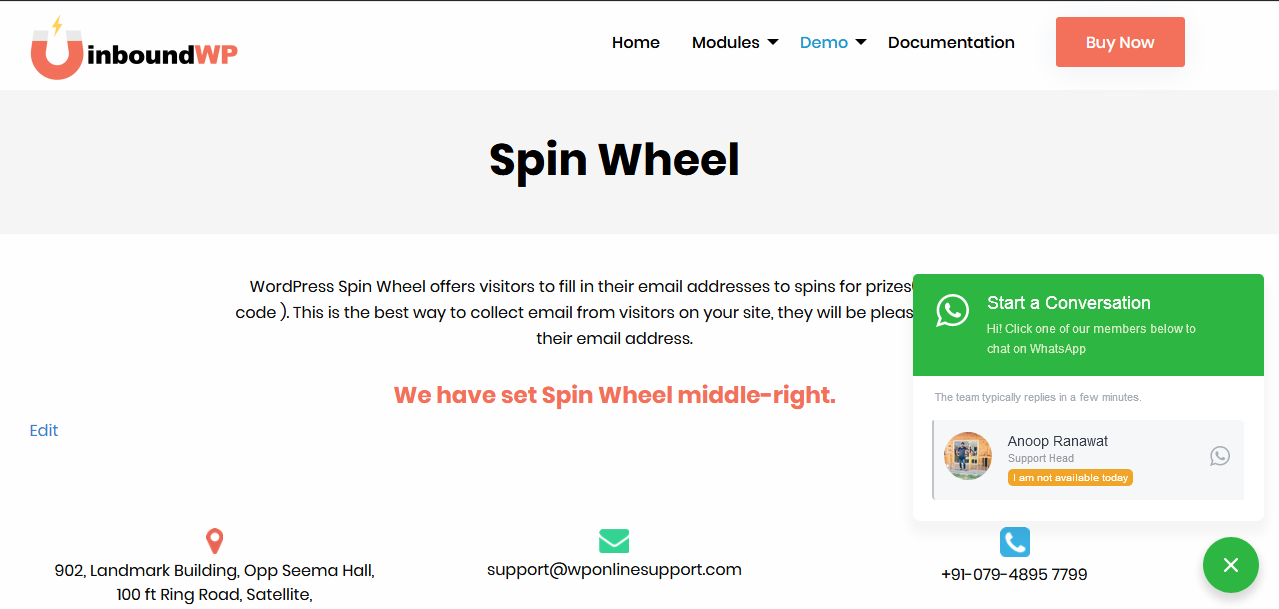 inboundWP
Home
Modules
Demo
Documentation
Buy Now
Spin Wheel
WordPress Spin Wheel offers visitors to fill in their email addresses to spins for prizes
code ). This is the best way to collect email from visitors on your site, they will be pleas
their email address.
We have set Spin Wheel middle-right.
Edit
Start a Conversation
Hi! Click one of our members below to
chat on WhatsApp
The team typically replies in a few minutes.
Anoop Ranawat
Support Head
I am not available today
902, Landmark Building, Opp Seema Hall,
100 ft Ring Road, Satellite,
support@wponlinesupport.com
+91-079-4895 7799